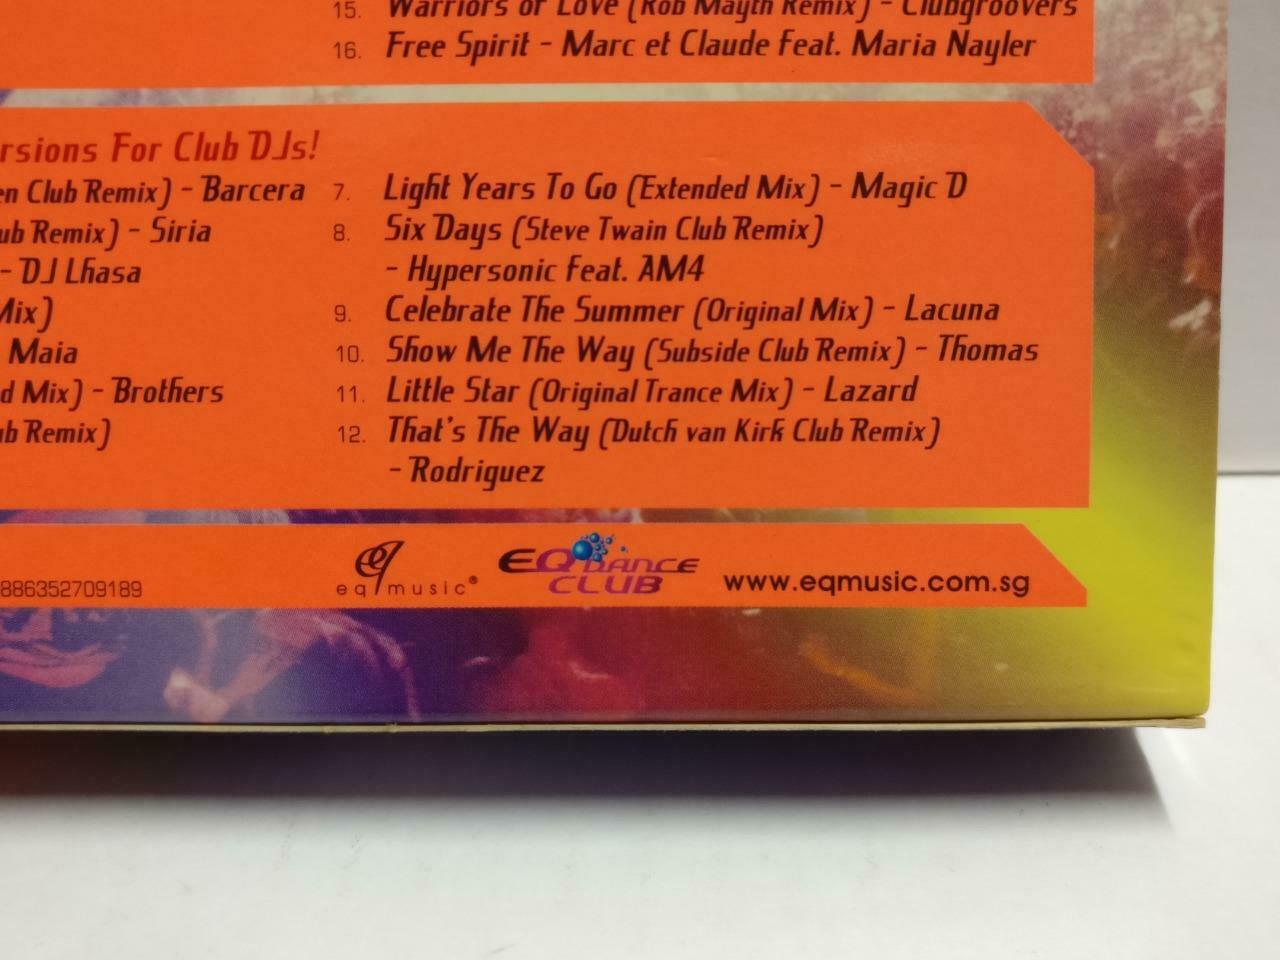 15. Warriors of Love (Rob Mayth Remix) - Clubgroovers
16. Free Spirit - Marc et Claude Feat. Maria Nayler
rsions For Club DJs!
en Club Remix) - Barcera
ub Remix) - Siria
- DJ Lhasa
Mix)
Maia
d Mix) - Brothers
ub Remix)
7. Light Years To Go (Extended Mix) - Magic D
8. Six Days (Steve Twain Club Remix)
- Hypersonic Feat. AM4
9. Celebrate The Summer (Original Mix) - Lacuna
10. Show Me The Way (Subside Club Remix) - Thomas
11. Little Star (Original Trance Mix) - Lazard
12. That's The Way (Dutch van Kirk Club Remix)
- Rodriguez
886352709189
eq music®
EQ DANCE
CLUB
www.eqmusic.com.sg